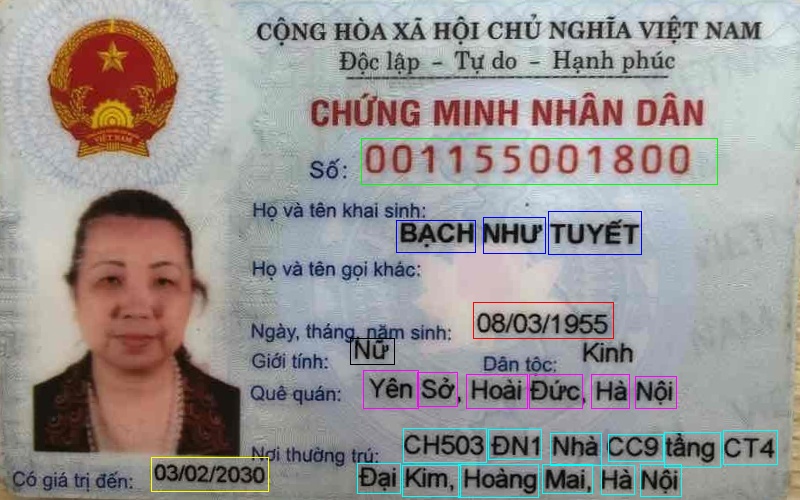 CỘNG HÒA XÃ HỘI CHỦ NGHĨA VIỆT NAM
Độc lập - Tự do - Hạnh phúc
CHỨNG MINH NHÂN DÂN
Số: 001155001800
Họ và tên khai sinh:
BẠCH NHƯ TUYẾT
Họ và tên gọi khác:
Ngày, tháng, năm sinh: 08/03/1955
Giới tính: Nữ Dân tộc: Kinh
Quê quán: Yên Sở, Hoài Đức, Hà Nội
Nơi thường trú: CH503 ĐN1 Nhà CC9 tầng CT4
Đại Kim, Hoàng Mai, Hà Nội
Có giá trị đến: 03/02/2030
VIỆT NAM